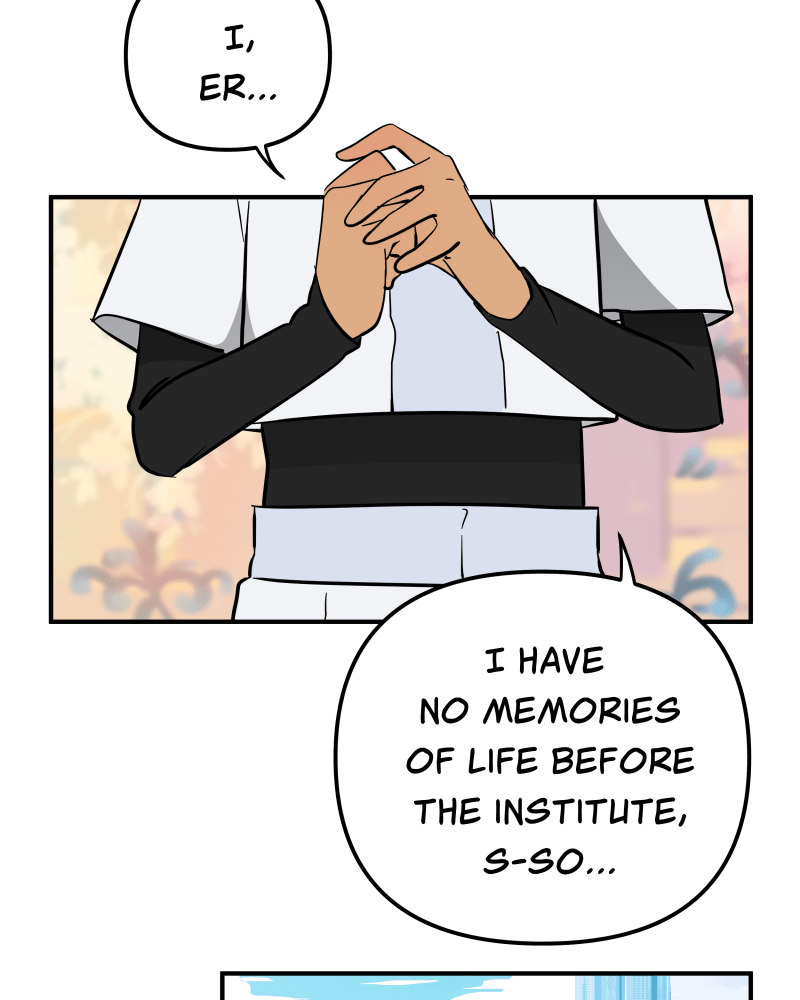 I,
ER...
I HAVE
NO MEMORIES
OF LIFE BEFORE
THE INSTITUTE,
S-SO...